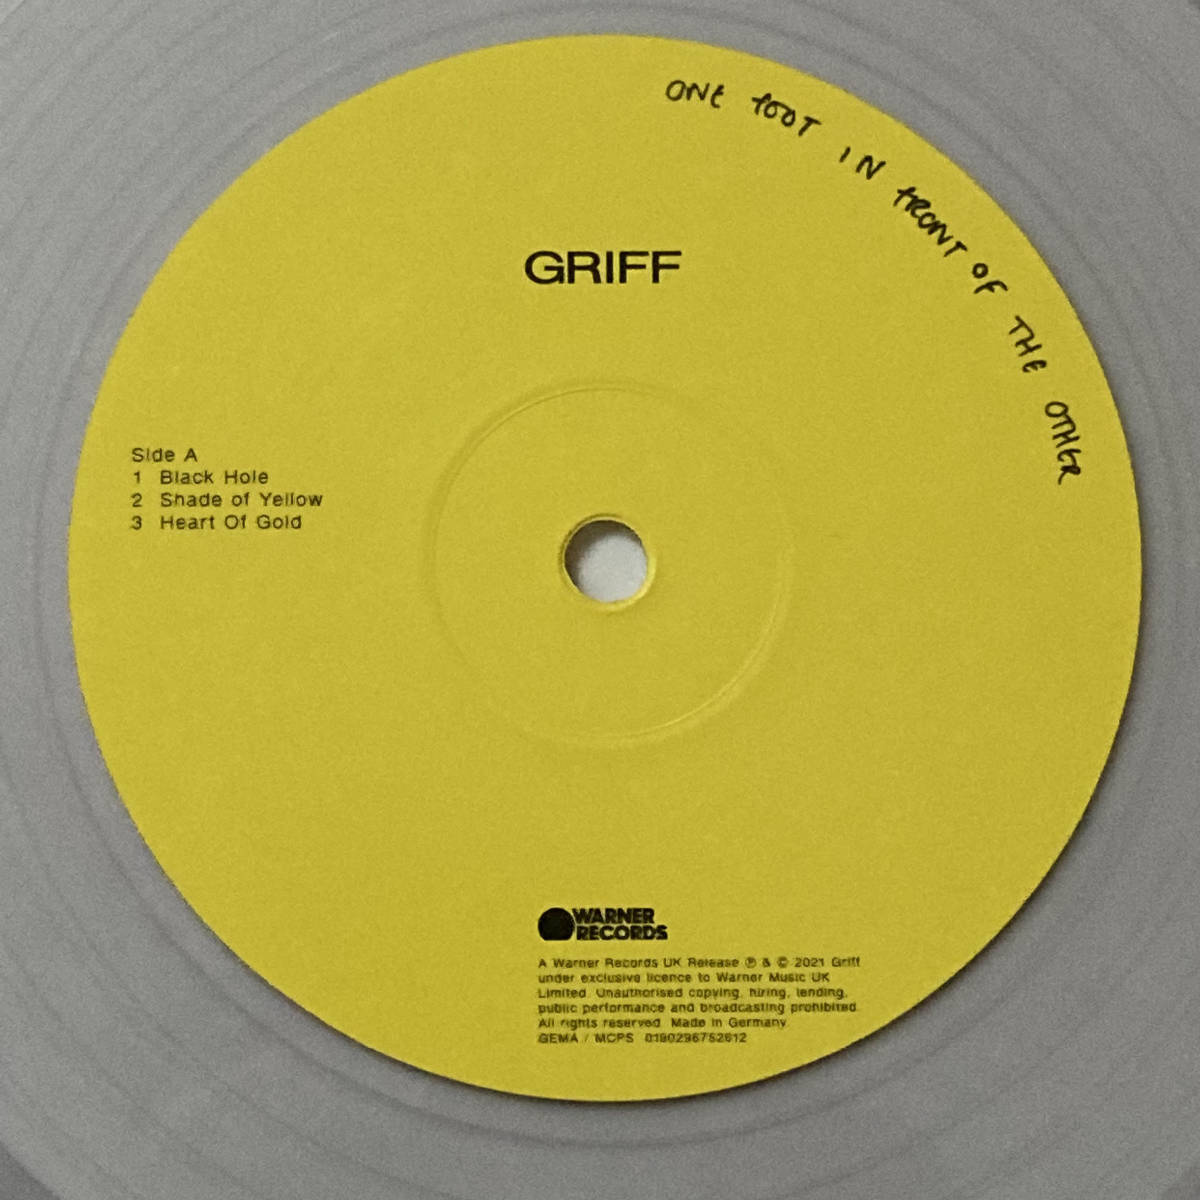 ONE FOOT IN FRONT OF THE OTHER
GRIFF
Side A
1 Black Hole
2 Shade of Yellow
3 Heart Of Gold
WARNER
RECORDS
A Warner Records UK Release ℗ & © 2021 Griff
under exclusive licence to Warner Music UK
Limited. Unauthorised copying, hiring, lending,
public performance and broadcasting prohibited.
All rights reserved. Made in Germany.
GEMA / MCPS 0190296752612